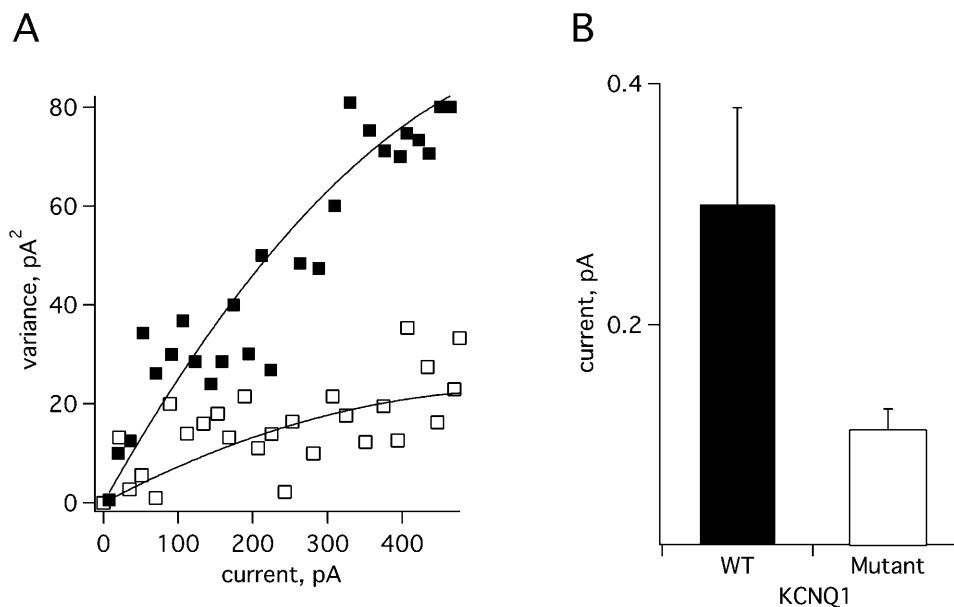 A
B
80
60
40
20
0
variance, pA²
0 100 200 300 400
current, pA
0.4
0.2
current, pA
WT Mutant
KCNQ1